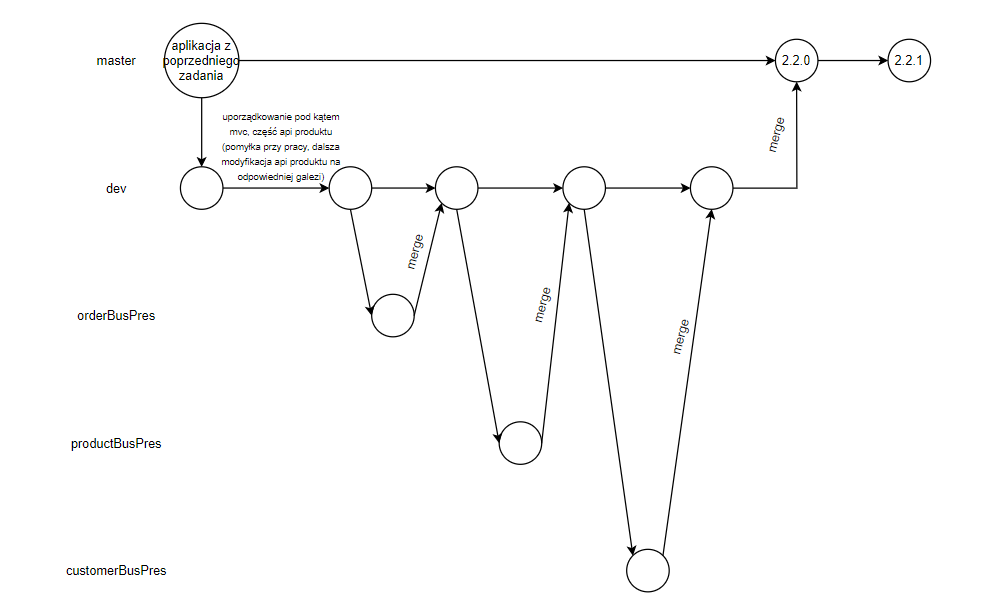 master
aplikacja z
poprzedniego
zadania
2.2.0
2.2.1
uporządkowanie pod kątem
mvc, część api produktu
(pomyłka przy pracy, dalsza
modyfikacja api produktu na
odpowiedniej galezi)
merge
dev
merge
orderBusPres
merge
merge
productBusPres
customerBusPres